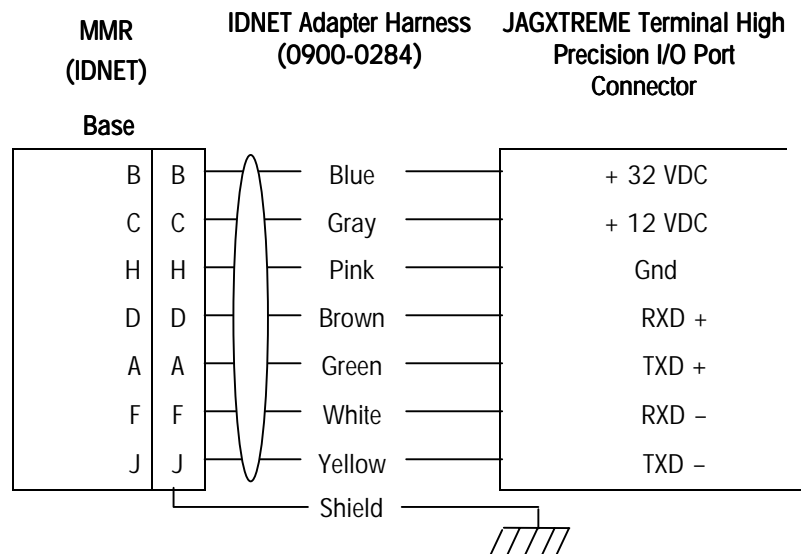 MMR
(IDNET)
Base
IDNET Adapter Harness
(0900-0284)
JAGXTREME Terminal High
Precision I/O Port
Connector
B B Blue + 32 VDC
C C Gray + 12 VDC
H H Pink Gnd
D D Brown RXD +
A A Green TXD +
F F White RXD –
J J Yellow TXD –
Shield